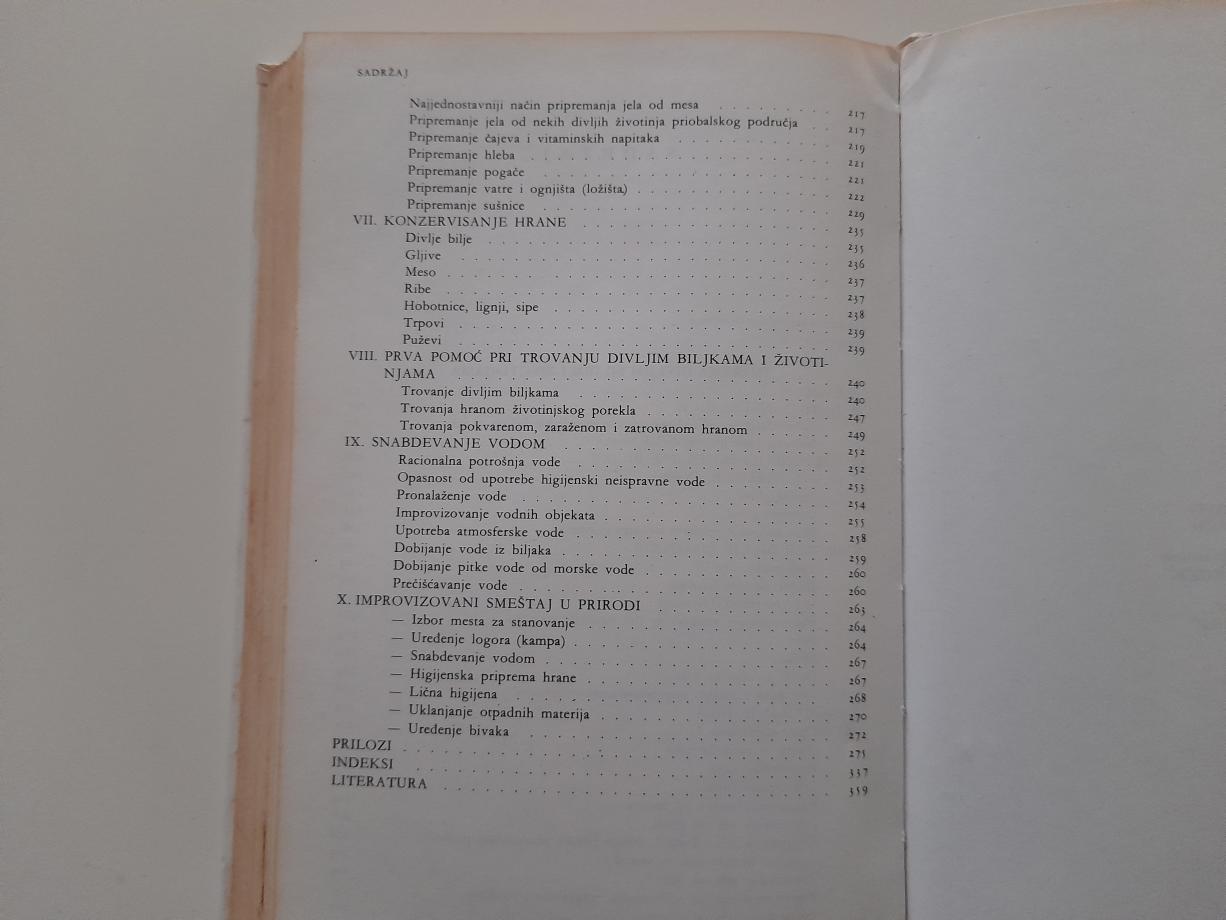 SADRŽAJ
Najjednostavniji način pripremanja jela od mesa . . . . . . . . 217
Pripremanje jela od nekih divljih životinja priobalskog područja . . 217
Pripremanje čajeva i vitaminskih napitaka . . . . . . . . . . . 219
Pripremanje hleba . . . . . . . . . . . . . . . . . . . . . . 221
Pripremanje pogače . . . . . . . . . . . . . . . . . . . . . 221
Pripremanje vatre i ognjišta (ložišta) . . . . . . . . . . . . . . 222
Pripremanje sušnice . . . . . . . . . . . . . . . . . . . . . 229
VII. KONZERVISANJE HRANE . . . . . . . . . . . . . . . . . . 235
Divlje bilje . . . . . . . . . . . . . . . . . . . . . . . . . 235
Gljive . . . . . . . . . . . . . . . . . . . . . . . . . . . 236
Meso . . . . . . . . . . . . . . . . . . . . . . . . . . . . 237
Ribe . . . . . . . . . . . . . . . . . . . . . . . . . . . . 237
Hobotnice, lignji, sipe . . . . . . . . . . . . . . . . . . . . 238
Trpovi . . . . . . . . . . . . . . . . . . . . . . . . . . . 239
Puževi . . . . . . . . . . . . . . . . . . . . . . . . . . . 239
VIII. PRVA POMOĆ PRI TROVANJU DIVLJIM BILJKAMA I ŽIVOTI-
NJAMA . . . . . . . . . . . . . . . . . . . . . . . . . . . 240
Trovanje divljim biljkama . . . . . . . . . . . . . . . . . . 240
Trovanja hranom životinjskog porekla . . . . . . . . . . . . . 247
Trovanja pokvarenom, zaraženom i zatrovanom hranom . . . . . . 249
IX. SNABDEVANJE VODOM . . . . . . . . . . . . . . . . . . . 252
Racionalna potrošnja vode . . . . . . . . . . . . . . . . . . 252
Opasnost od upotrebe higijenski neispravne vode . . . . . . . . . 253
Pronalaženje vode . . . . . . . . . . . . . . . . . . . . . . 254
Improvizovanje vodnih objekata . . . . . . . . . . . . . . . . 255
Upotreba atmosferske vode . . . . . . . . . . . . . . . . . . 258
Dobijanje vode iz biljaka . . . . . . . . . . . . . . . . . . . 259
Dobijanje pitke vode od morske vode . . . . . . . . . . . . . . 260
Prečišćavanje vode . . . . . . . . . . . . . . . . . . . . . . 260
X. IMPROVIZOVANI SMEŠTAJ U PRIRODI . . . . . . . . . . . . . 263
— Izbor mesta za stanovanje . . . . . . . . . . . . . . . . . . 264
— Uređenje logora (kampa) . . . . . . . . . . . . . . . . . . . 264
— Snabdevanje vodom . . . . . . . . . . . . . . . . . . . . . 267
— Higijenska priprema hrane . . . . . . . . . . . . . . . . . . 267
— Lična higijena . . . . . . . . . . . . . . . . . . . . . . . 268
— Uklanjanje otpadnih materija . . . . . . . . . . . . . . . . . 270
— Uređenje bivaka . . . . . . . . . . . . . . . . . . . . . . 272
PRILOZI . . . . . . . . . . . . . . . . . . . . . . . . . . . . 275
INDEKSI . . . . . . . . . . . . . . . . . . . . . . . . . . . . 337
LITERATURA . . . . . . . . . . . . . . . . . . . . . . . . . . 359